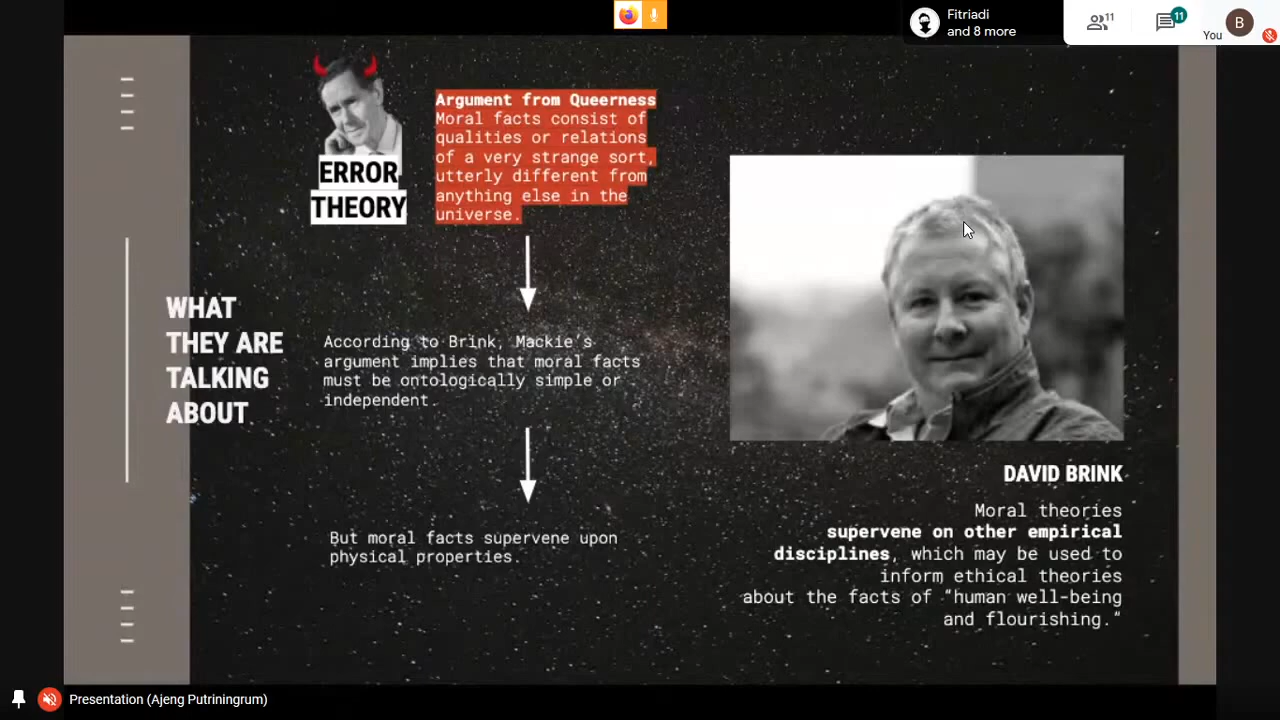 Fitriadi
and 8 more
11
11
You
B
ERROR
THEORY
Argument from Queerness
Moral facts consist of
qualities or relations
of a very strange sort,
utterly different from
anything else in the
universe.
WHAT
THEY ARE
TALKING
ABOUT
According to Brink, Mackie's
argument implies that moral facts
must be ontologically simple or
independent.
But moral facts supervene upon
physical properties.
DAVID BRINK
Moral theories
supervene on other empirical
disciplines, which may be used to
inform ethical theories
about the facts of “human well-being
and flourishing.”
Presentation (Ajeng Putriningrum)